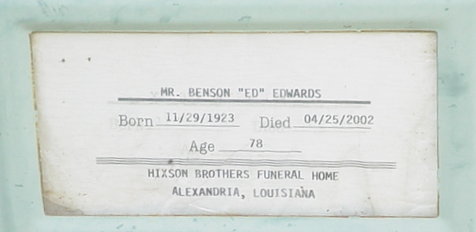 MR. BENSON "ED" EDWARDS
Born 11/29/1923 Died 04/25/2002
Age 78
HIXSON BROTHERS FUNERAL HOME
ALEXANDRIA, LOUISIANA